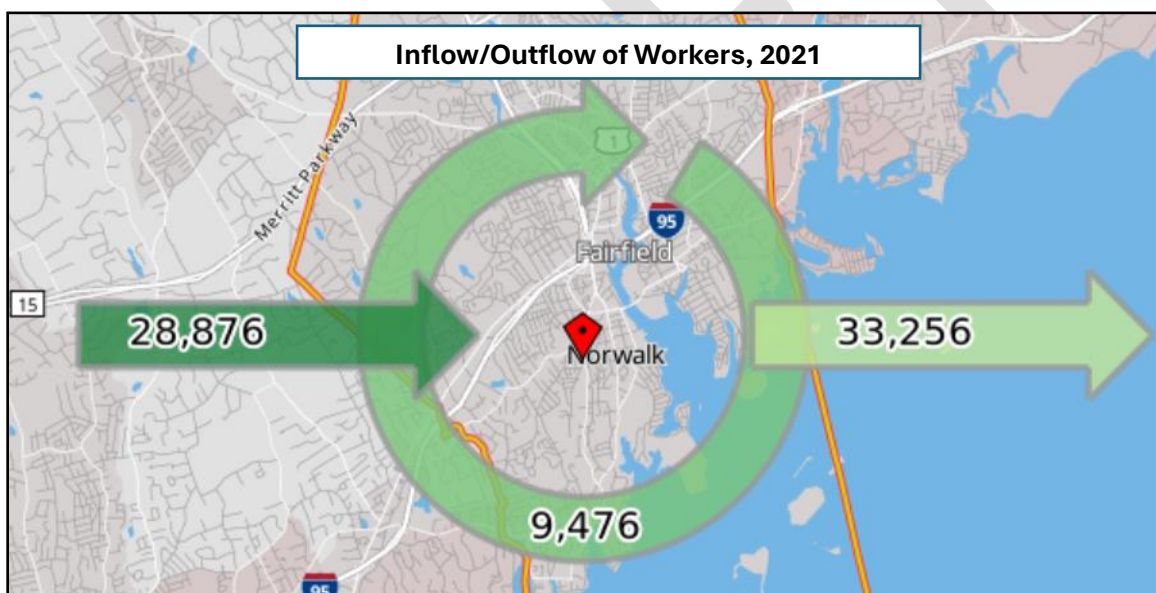 Inflow/Outflow of Workers, 2021
Merritt Parkway
1
95
Fairfield
15
28,876
33,256
Norwalk
9,476
95